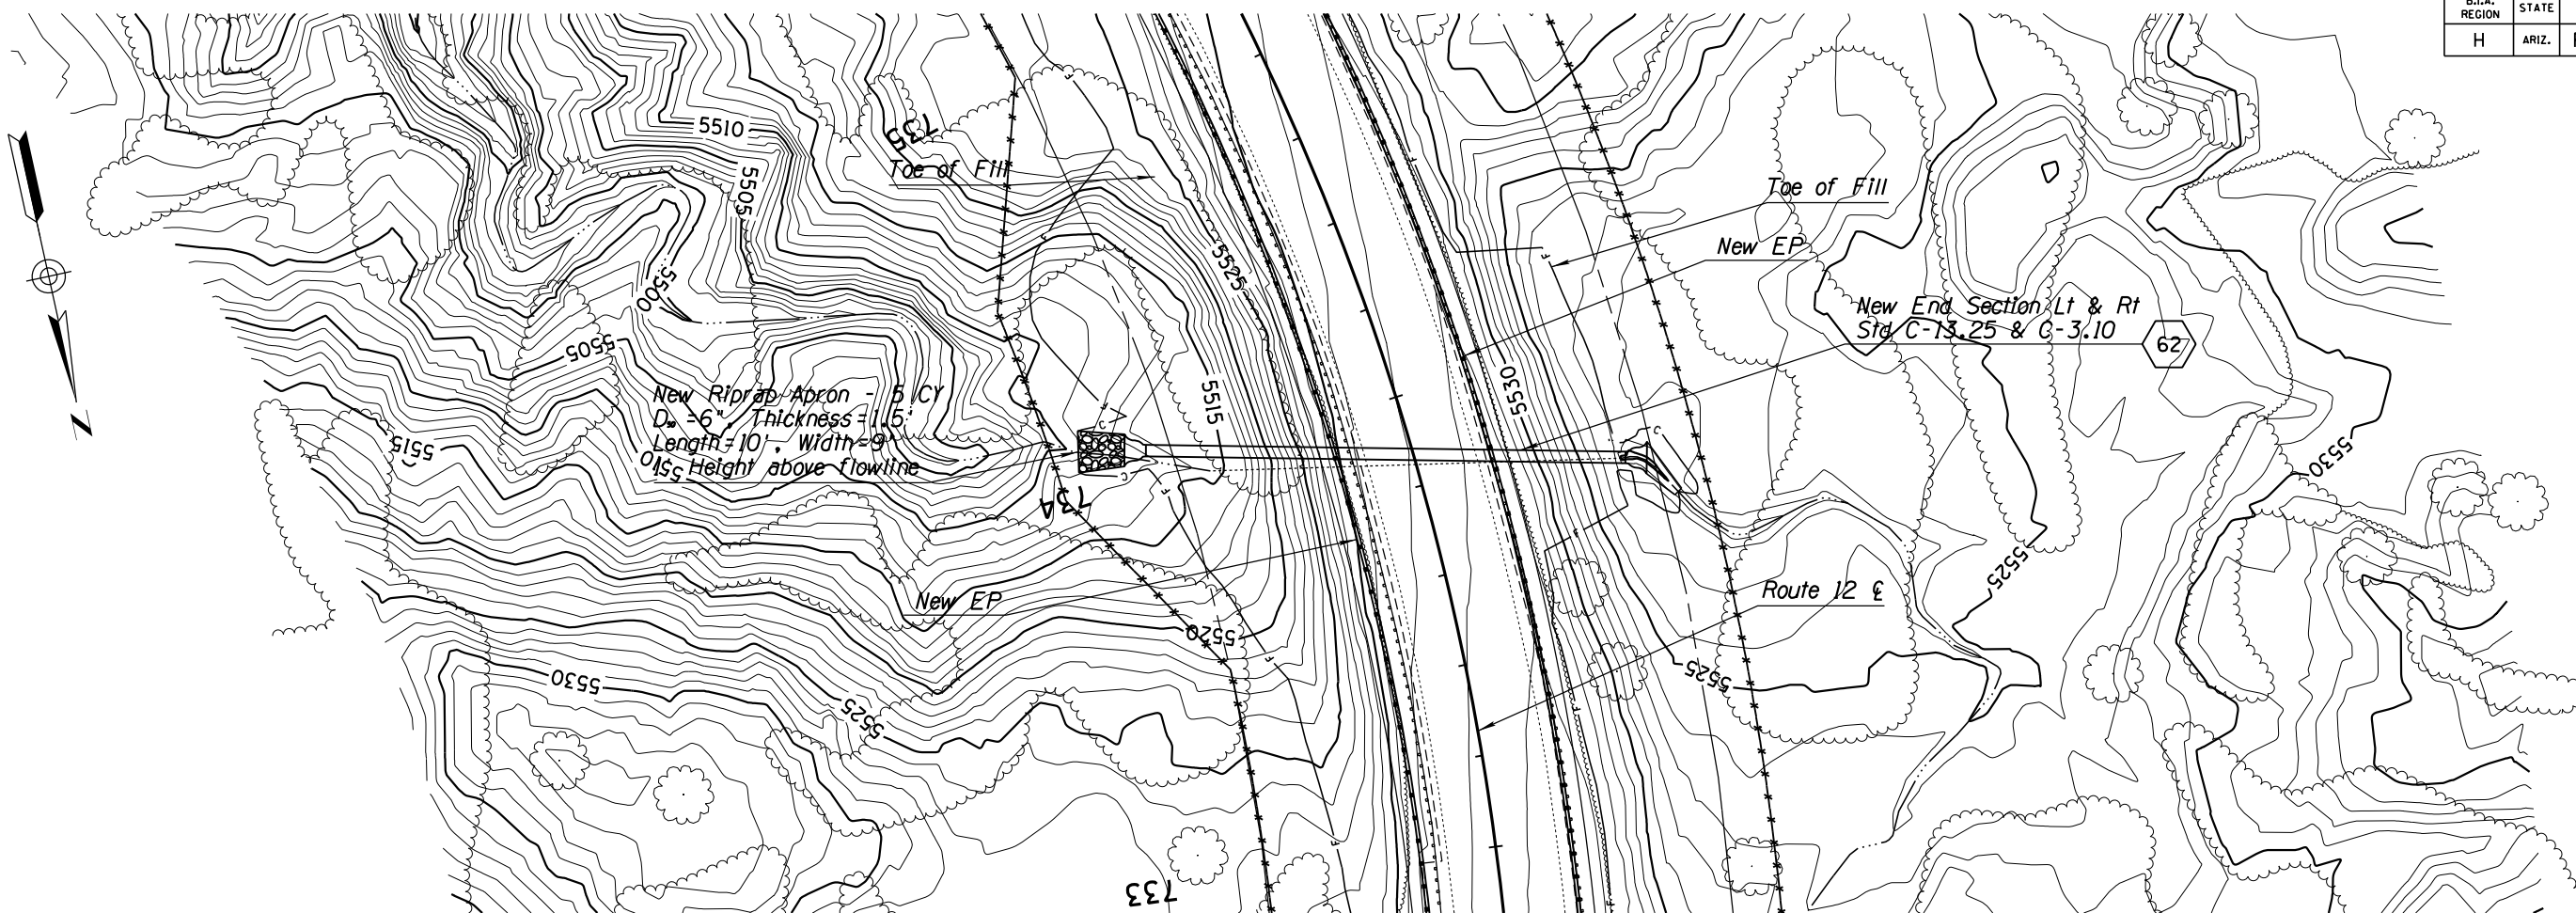 B.I.A.
REGION
STATE
H
ARIZ.
5510
735
Toe of Fill
5505
Toe of Fill
New EP
5525
5500
New End Section Lt & Rt
Std C-13.25 & C-3.10
62
5505
5530
5515
New Riprap Apron - 5 CY
D₅₀ =6", Thickness=1.5'
Length=10', Width=9'
1' Height above flowline
5515
5510
5530
734
C
C
C
F
5525
New EP
Route 12 ℄
5520
5525
5530
5525
733
N